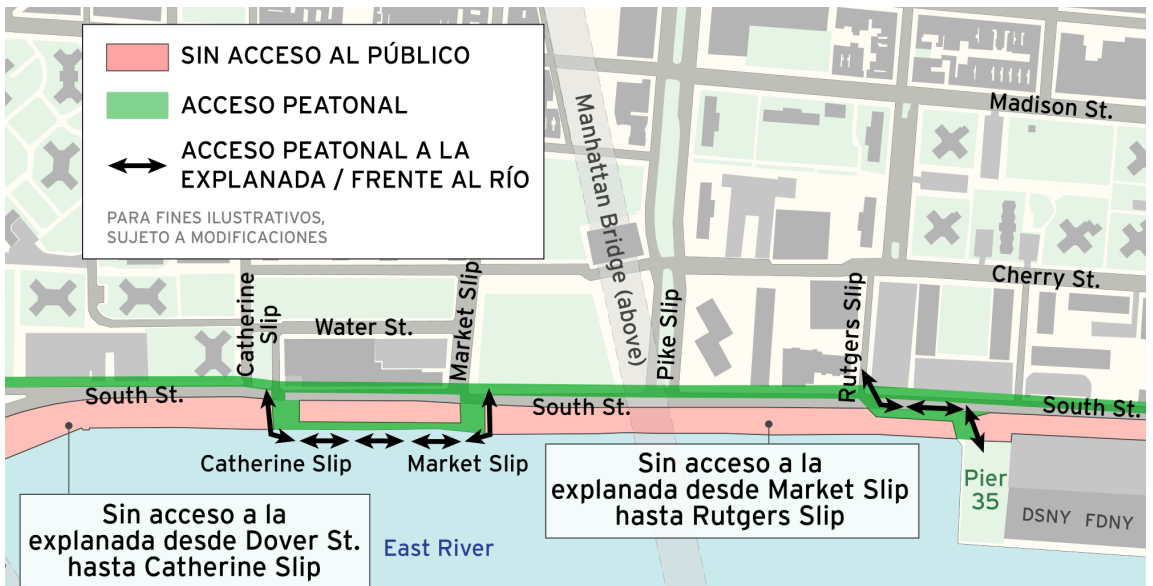 SIN ACCESO AL PÚBLICO
ACCESO PEATONAL
ACCESO PEATONAL A LA
EXPLANADA / FRENTE AL RÍO
PARA FINES ILUSTRATIVOS,
SUJETO A MODIFICACIONES
Madison St.
Manhattan Bridge (above)
Cherry St.
Catherine
Slip
Water St.
Market Slip
Pike Slip
Rutgers Slip
South St.
South St.
South St.
Catherine Slip
Market Slip
Sin acceso a la
explanada desde Market Slip
hasta Rutgers Slip
Pier
35
DSNY FDNY
Sin acceso a la
explanada desde Dover St.
hasta Catherine Slip
East River